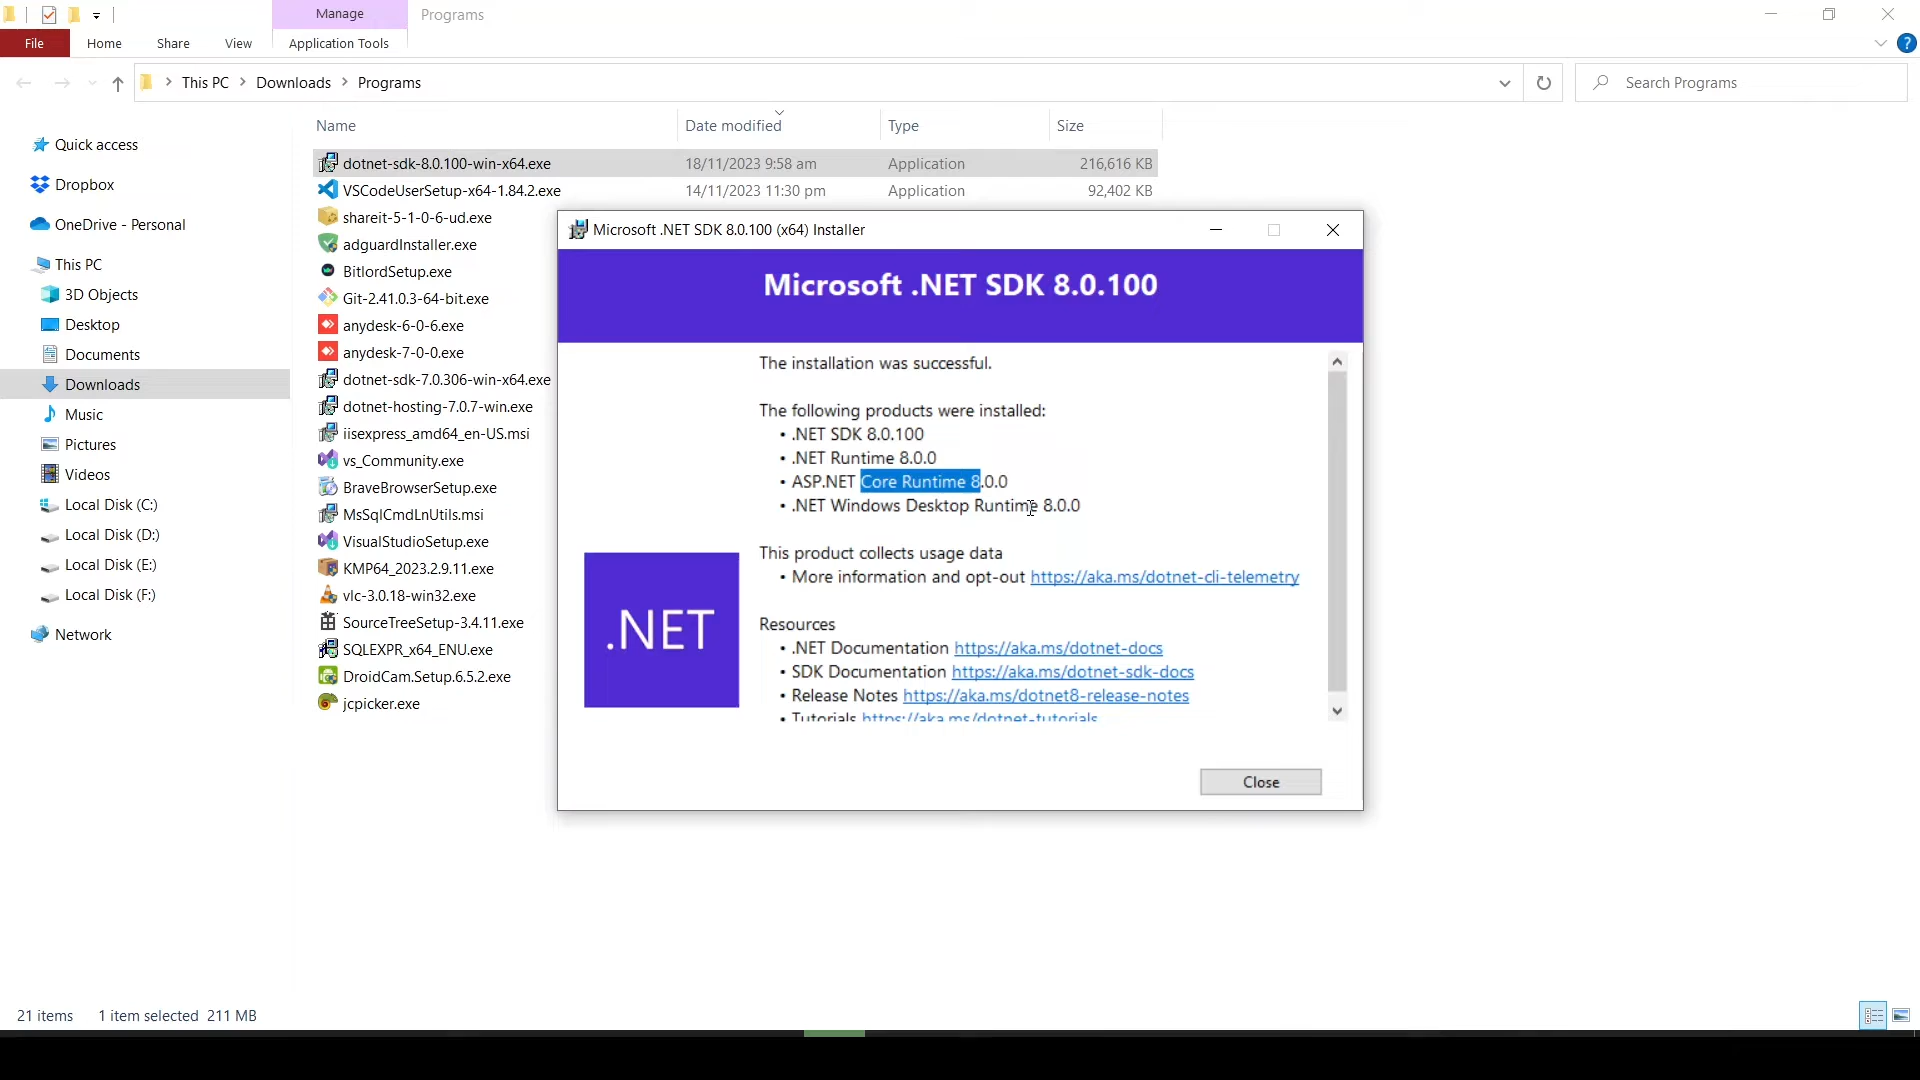 Manage
Programs
File
Home
Share
View
Application Tools
This PC
Downloads
Programs
Search Programs
Name
Date modified
Type
Size
Quick access
Dropbox
OneDrive - Personal
This PC
3D Objects
Desktop
Documents
Downloads
Music
Pictures
Videos
Local Disk (C:)
Local Disk (D:)
Local Disk (E:)
Local Disk (F:)
Network
dotnet-sdk-8.0.100-win-x64.exe 18/11/2023 9:58 am Application 216,616 KB
VSCodeUserSetup-x64-1.84.2.exe 14/11/2023 11:30 pm Application 92,402 KB
shareit-5-1-0-6-ud.exe
adguardInstaller.exe
BitlordSetup.exe
Git-2.41.0.3-64-bit.exe
anydesk-6-0-6.exe
anydesk-7-0-0.exe
dotnet-sdk-7.0.306-win-x64.exe
dotnet-hosting-7.0.7-win.exe
iisexpress_amd64_en-US.msi
vs_Community.exe
BraveBrowserSetup.exe
MsSqlCmdLnUtils.msi
VisualStudioSetup.exe
KMP64_2023.2.9.11.exe
vlc-3.0.18-win32.exe
SourceTreeSetup-3.4.11.exe
SQLEXPR_x64_ENU.exe
DroidCam.Setup.6.5.2.exe
jcpicker.exe
Microsoft .NET SDK 8.0.100 (x64) Installer
Microsoft .NET SDK 8.0.100
The installation was successful.
The following products were installed:
• .NET SDK 8.0.100
• .NET Runtime 8.0.0
• ASP.NET Core Runtime 8.0.0
• .NET Windows Desktop Runtime 8.0.0
This product collects usage data
• More information and opt-out https://aka.ms/dotnet-cli-telemetry
.NET
Resources
• .NET Documentation https://aka.ms/dotnet-docs
• SDK Documentation https://aka.ms/dotnet-sdk-docs
• Release Notes https://aka.ms/dotnet8-release-notes
• Tutorials https://aka.ms/dotnet-tutorials
Close
21 items
1 item selected 211 MB